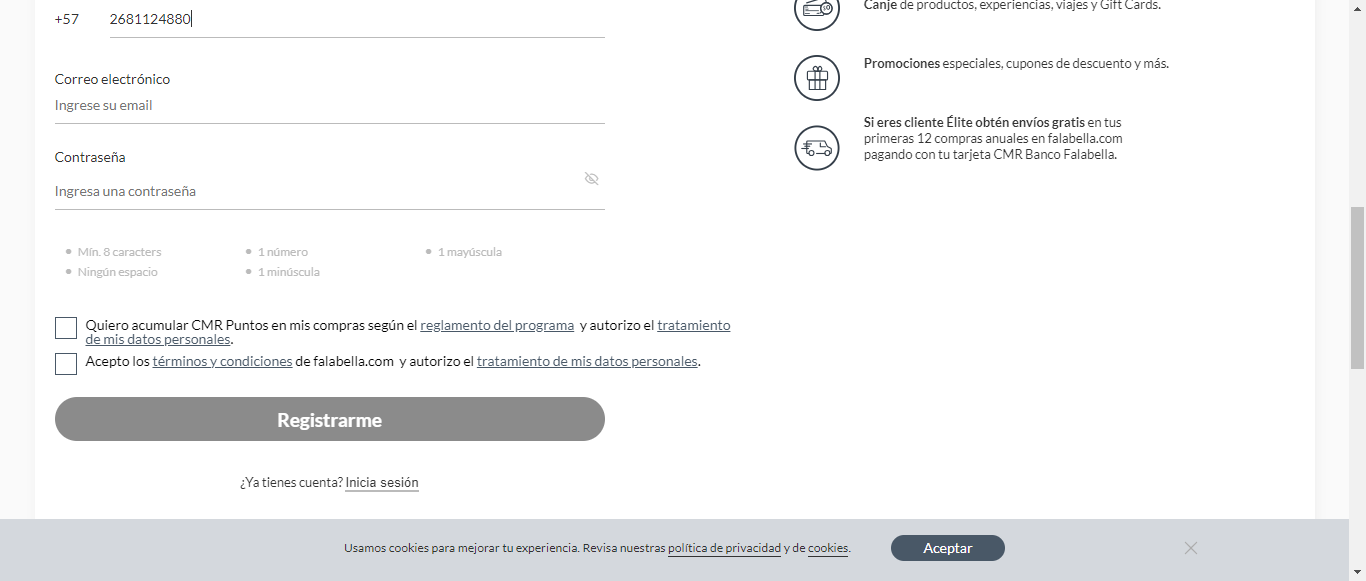 +57 2681124880
Correo electrónico
Ingrese su email
Contraseña
Ingresa una contraseña
Mín. 8 caracters
1 número
1 mayúscula
Ningún espacio
1 minúscula
Quiero acumular CMR Puntos en mis compras según el reglamento del programa y autorizo el tratamiento
de mis datos personales.
Acepto los términos y condiciones de falabella.com y autorizo el tratamiento de mis datos personales.
Registrarme
¿Ya tienes cuenta? Inicia sesión
Canje de productos, experiencias, viajes y Gift Cards.
Promociones especiales, cupones de descuento y más.
Si eres cliente Élite obtén envíos gratis en tus
primeras 12 compras anuales en falabella.com
pagando con tu tarjeta CMR Banco Falabella.
Usamos cookies para mejorar tu experiencia. Revisa nuestras política de privacidad y de cookies.
Aceptar